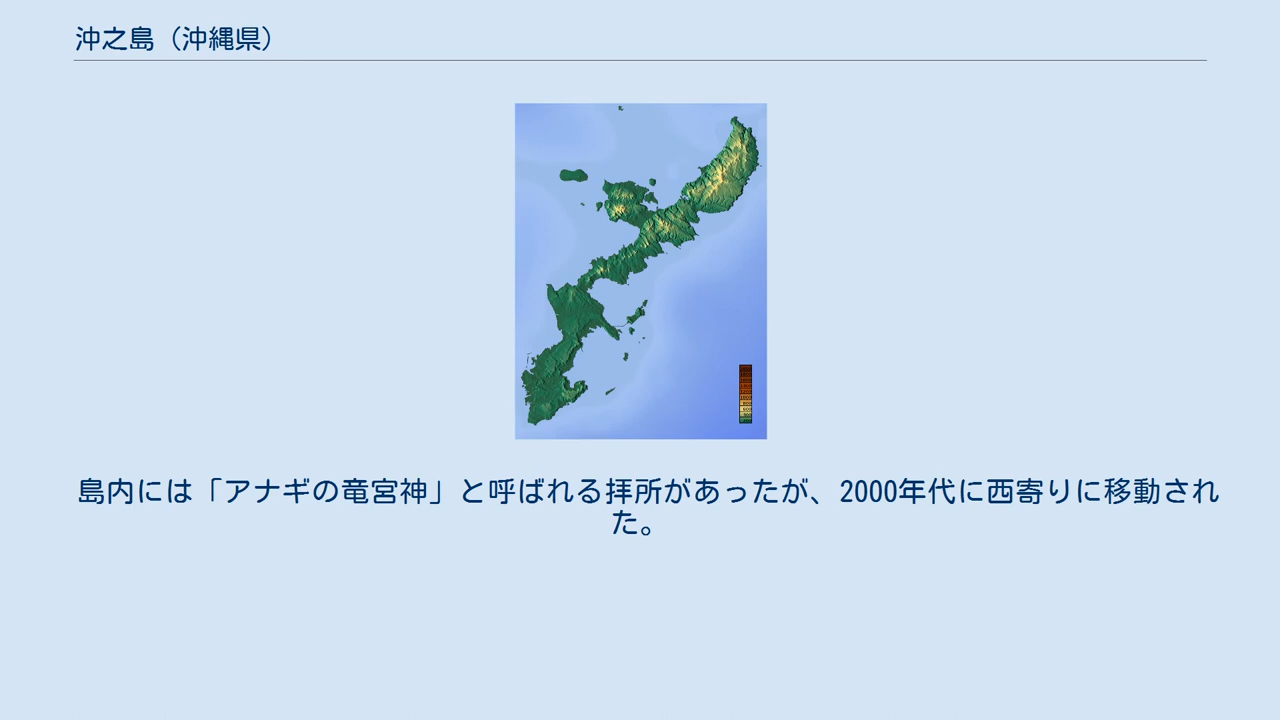 沖之島（沖縄県）
島内には「アナギの竜宮神」と呼ばれる拝所があったが、2000年代に西寄りに移動され
た。